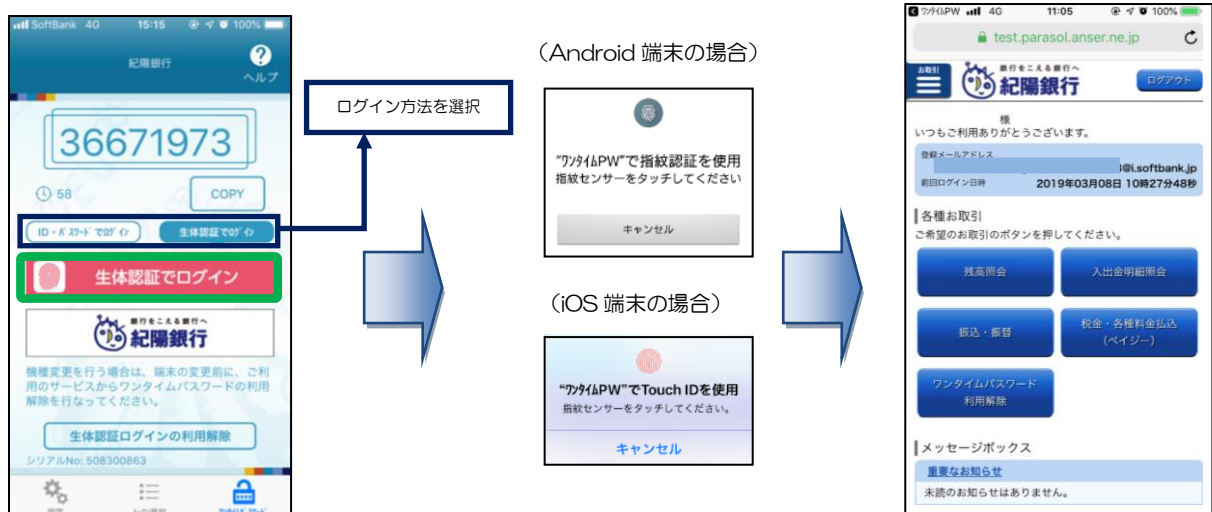 SoftBank 4G 15:15 100%
紀陽銀行
ヘルプ
36671973
58
COPY
ID・パスワードでログイン
生体認証でログイン
生体認証でログイン
銀行をこえる銀行へ
紀陽銀行
機種変更を行う場合は、端末の変更前に、ご利
用のサービスからワンタイムパスワードの利用
解除を行なってください。
生体認証ログインの利用解除
シリアルNo: 508300863
ログイン方法を選択
（Android 端末の場合）
"ワンタイムPW"で指紋認証を使用
指紋センサーをタッチしてください
キャンセル
（iOS 端末の場合）
“ワンタイムPW”でTouch IDを使用
指紋センサーをタッチしてください。
キャンセル
ワンタイムPW 4G 11:05 100%
test.parasol.anser.ne.jp
お取引
銀行をこえる銀行へ
紀陽銀行
ログアウト
様
いつもご利用ありがとうございます。
登録メールアドレス
@i.softbank.jp
前回ログイン日時 2019年03月08日 10時27分48秒
各種お取引
ご希望のお取引のボタンを押してください。
残高照会
入出金明細照会
振込・振替
税金・各種料金払込
（ペイジー）
ワンタイムパスワード
利用解除
メッセージボックス
重要なお知らせ
未読のお知らせはありません。